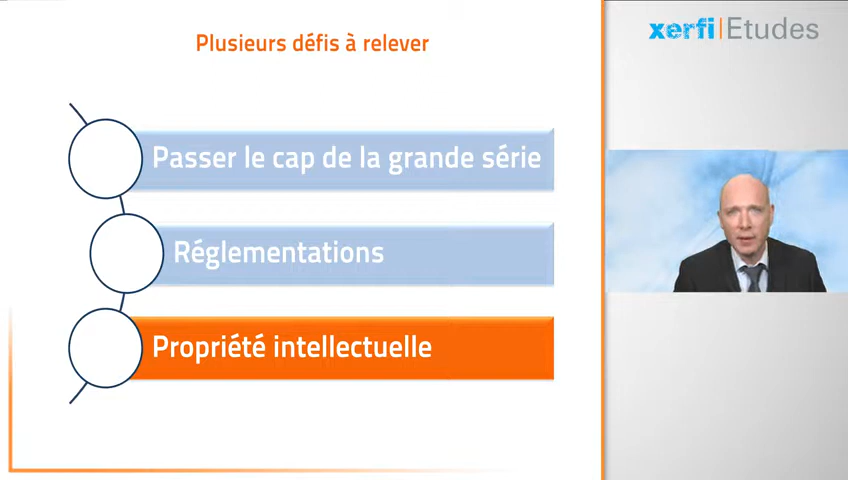 Plusieurs défis à relever
xerfi|Etudes
Passer le cap de la grande série
Réglementations
Propriété intellectuelle